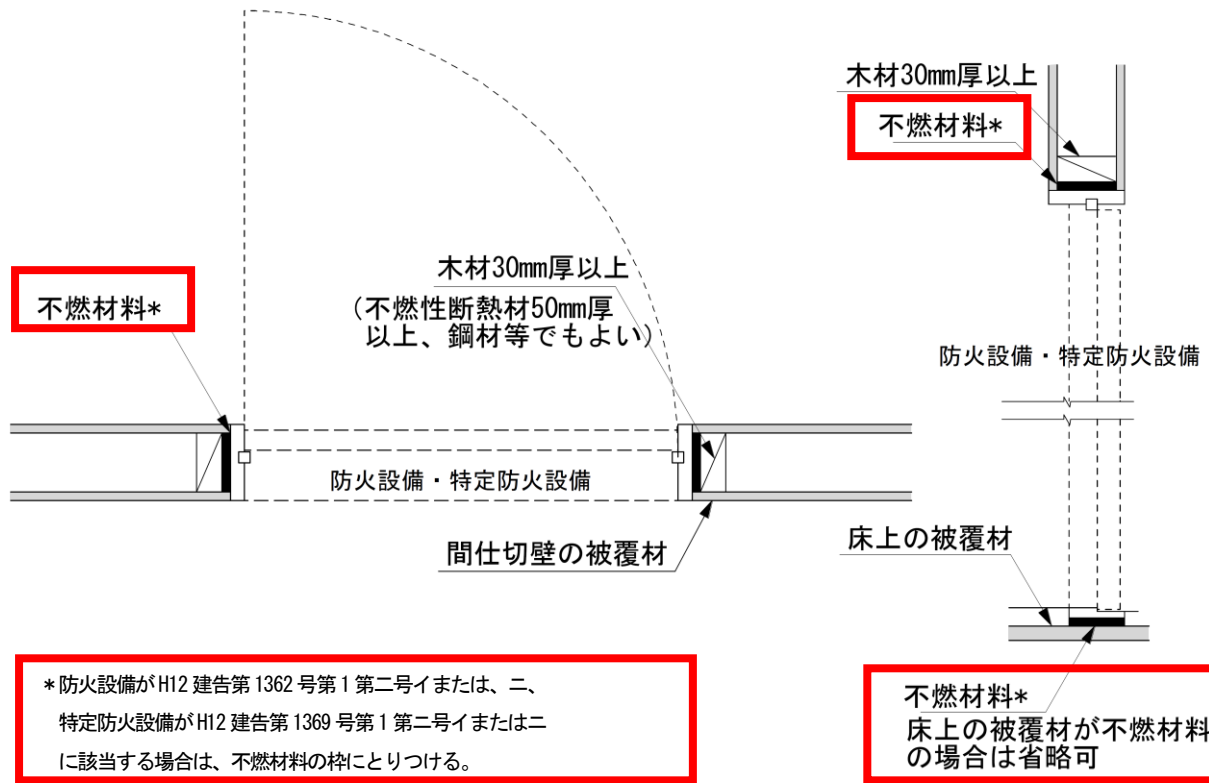 木材30mm厚以上
不燃材料*
不燃材料*
木材30mm厚以上
(不燃性断熱材50mm厚
以上、鋼材等でもよい)
防火設備・特定防火設備
防火設備・特定防火設備
間仕切壁の被覆材
床上の被覆材
*防火設備がH12建告第1362号第1第二号イまたは、ニ、
特定防火設備がH12建告第1369号第1第ニ号イまたはニ
に該当する場合は、不燃材料の枠にとりつける。
不燃材料*
床上の被覆材が不燃材料
の場合は省略可